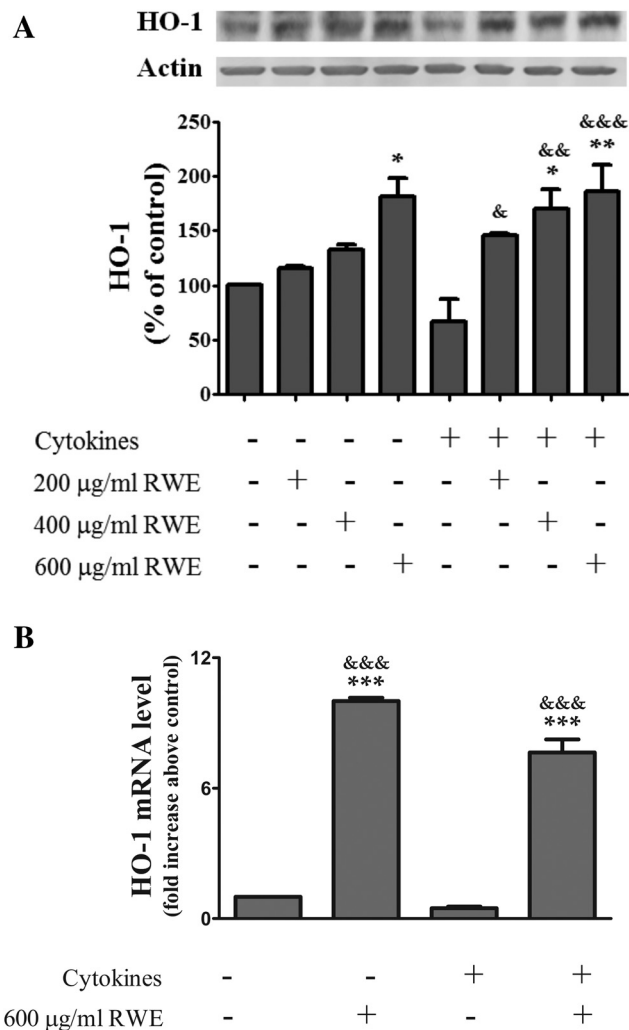 A
HO-1
Actin
HO-1
(% of control)
250
200
150
100
50
0
*
&
&&
*
&&&
**
Cytokines - - - - + + + +
200 µg/ml RWE - + - - - + - -
400 µg/ml RWE - - + - - - + -
600 µg/ml RWE - - - + - - - +
B
HO-1 mRNA level
(fold increase above control)
12
6
0
&&&
***
&&&
***
Cytokines - - + +
600 µg/ml RWE - + - +